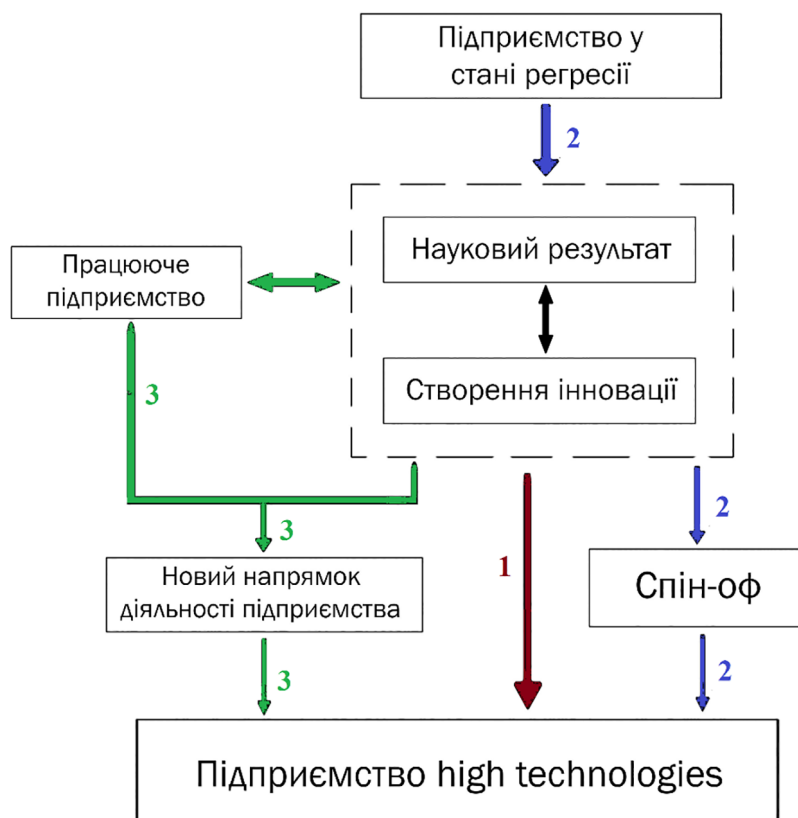 Підприємство у
стані регресії
2
Науковий результат
Працююче
підприємство
Створення інновації
3
2
3
1
Новий напрямок
діяльності підприємства
Спін-оф
3
2
Підприємство high technologies